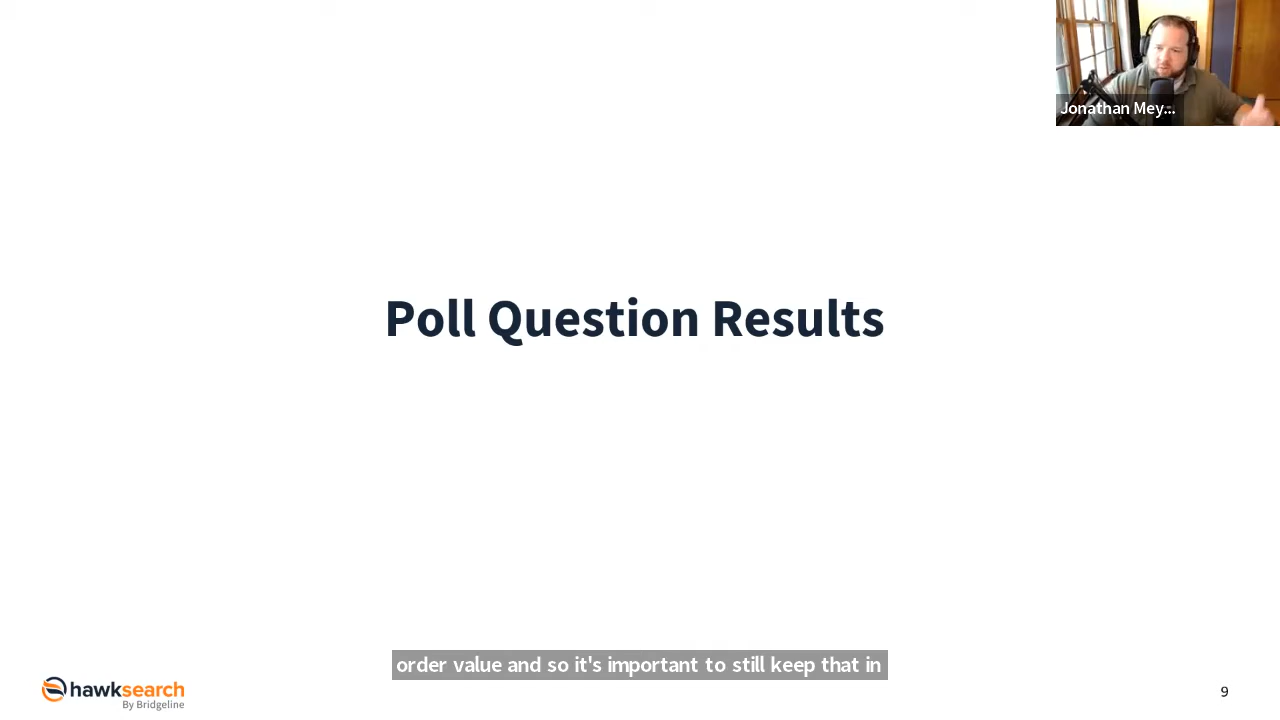 Jonathan Mey...
Poll Question Results
order value and so it's important to still keep that in
hawksearch
By Bridgeline
9